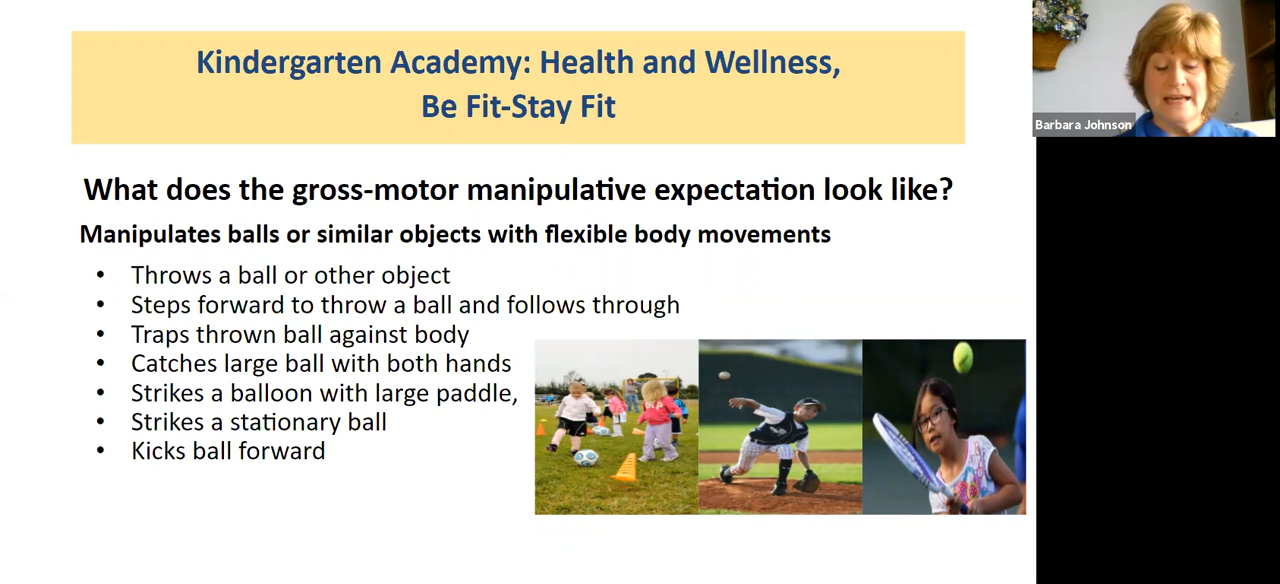 Kindergarten Academy: Health and Wellness,
Be Fit-Stay Fit
Barbara Johnson
What does the gross-motor manipulative expectation look like?
Manipulates balls or similar objects with flexible body movements
• Throws a ball or other object
• Steps forward to throw a ball and follows through
• Traps thrown ball against body
• Catches large ball with both hands
• Strikes a balloon with large paddle,
• Strikes a stationary ball
• Kicks ball forward